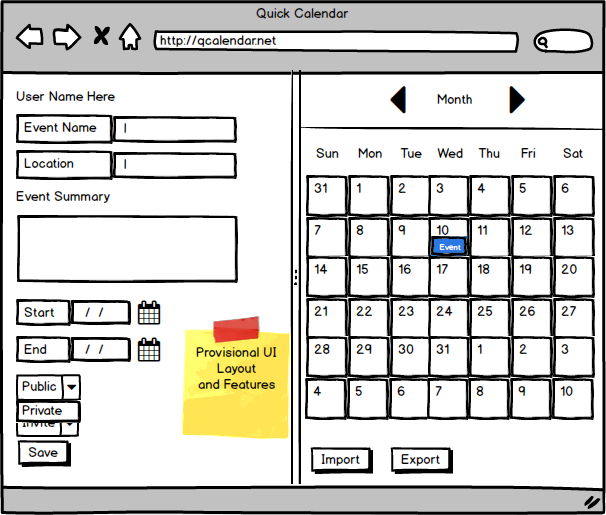 Quick Calendar
http://qcalendar.net
User Name Here
Event Name
Location
Event Summary
Start / /
End / /
Public
Private
Invite
Save
Provisional UI
Layout
and Features
Month
Sun Mon Tue Wed Thu Fri Sat
31 1 2 3 4 5 6
7 8 9 10 11 12 13
Event
14 15 16 17 18 19 20
21 22 23 24 25 26 27
28 29 30 31 1 2 3
4 5 6 7 8 9 10
Import Export